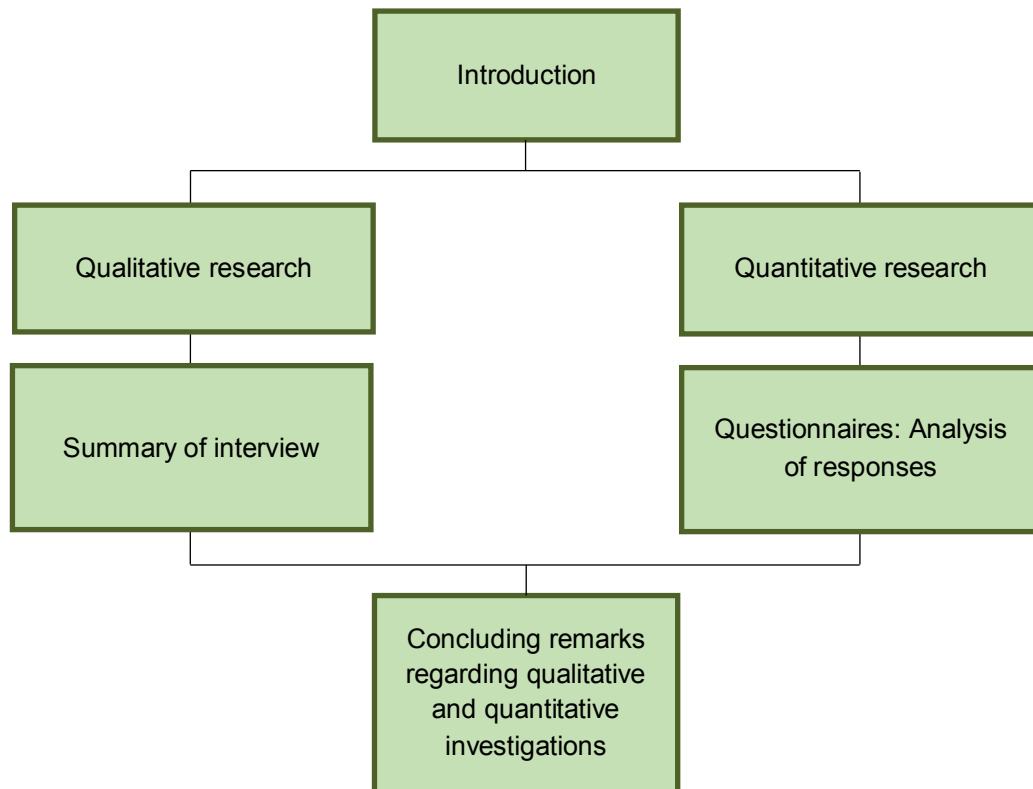 Introduction
Qualitative research
Quantitative research
Summary of interview
Questionnaires: Analysis
of responses
Concluding remarks
regarding qualitative
and quantitative
investigations